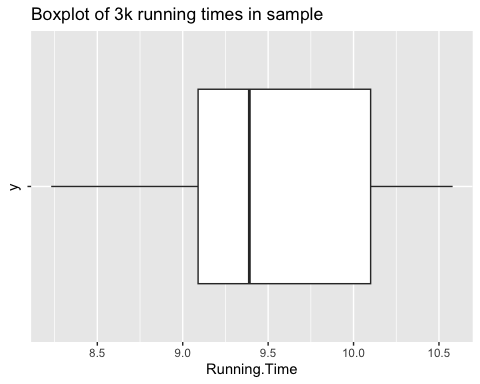 Boxplot of 3k running times in sample
y
8.5 9.0 9.5 10.0 10.5
Running.Time